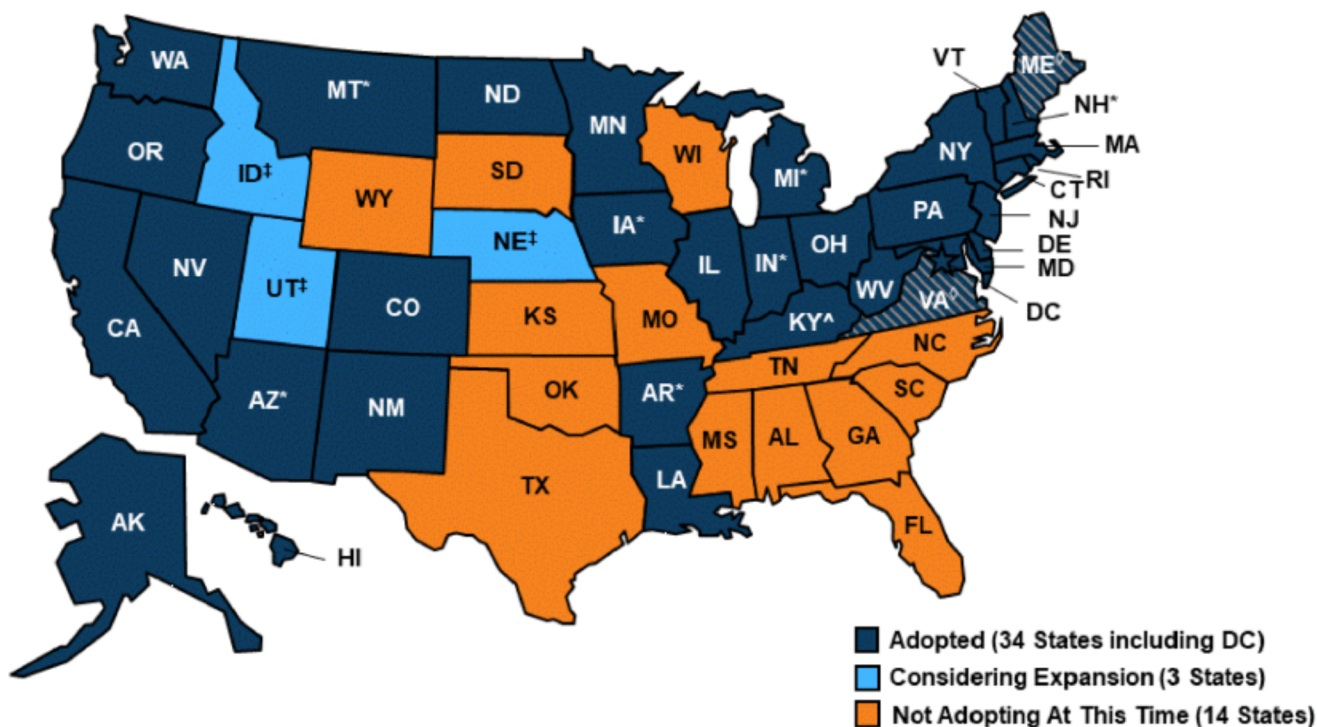 WA
MT*
ND
MN
VT
ME◊
NH*
OR
ID‡
SD
WI
MI*
NY
MA
RI
CT
WY
NE‡
IA*
PA
NJ
NV
UT‡
CO
IL
IN*
OH
WV
VA◊
DE
MD
DC
CA
KS
MO
KY^
NC
AZ*
NM
OK
AR*
TN
SC
TX
LA
MS
AL
GA
AK
HI
FL
Adopted (34 States including DC)
Considering Expansion (3 States)
Not Adopting At This Time (14 States)